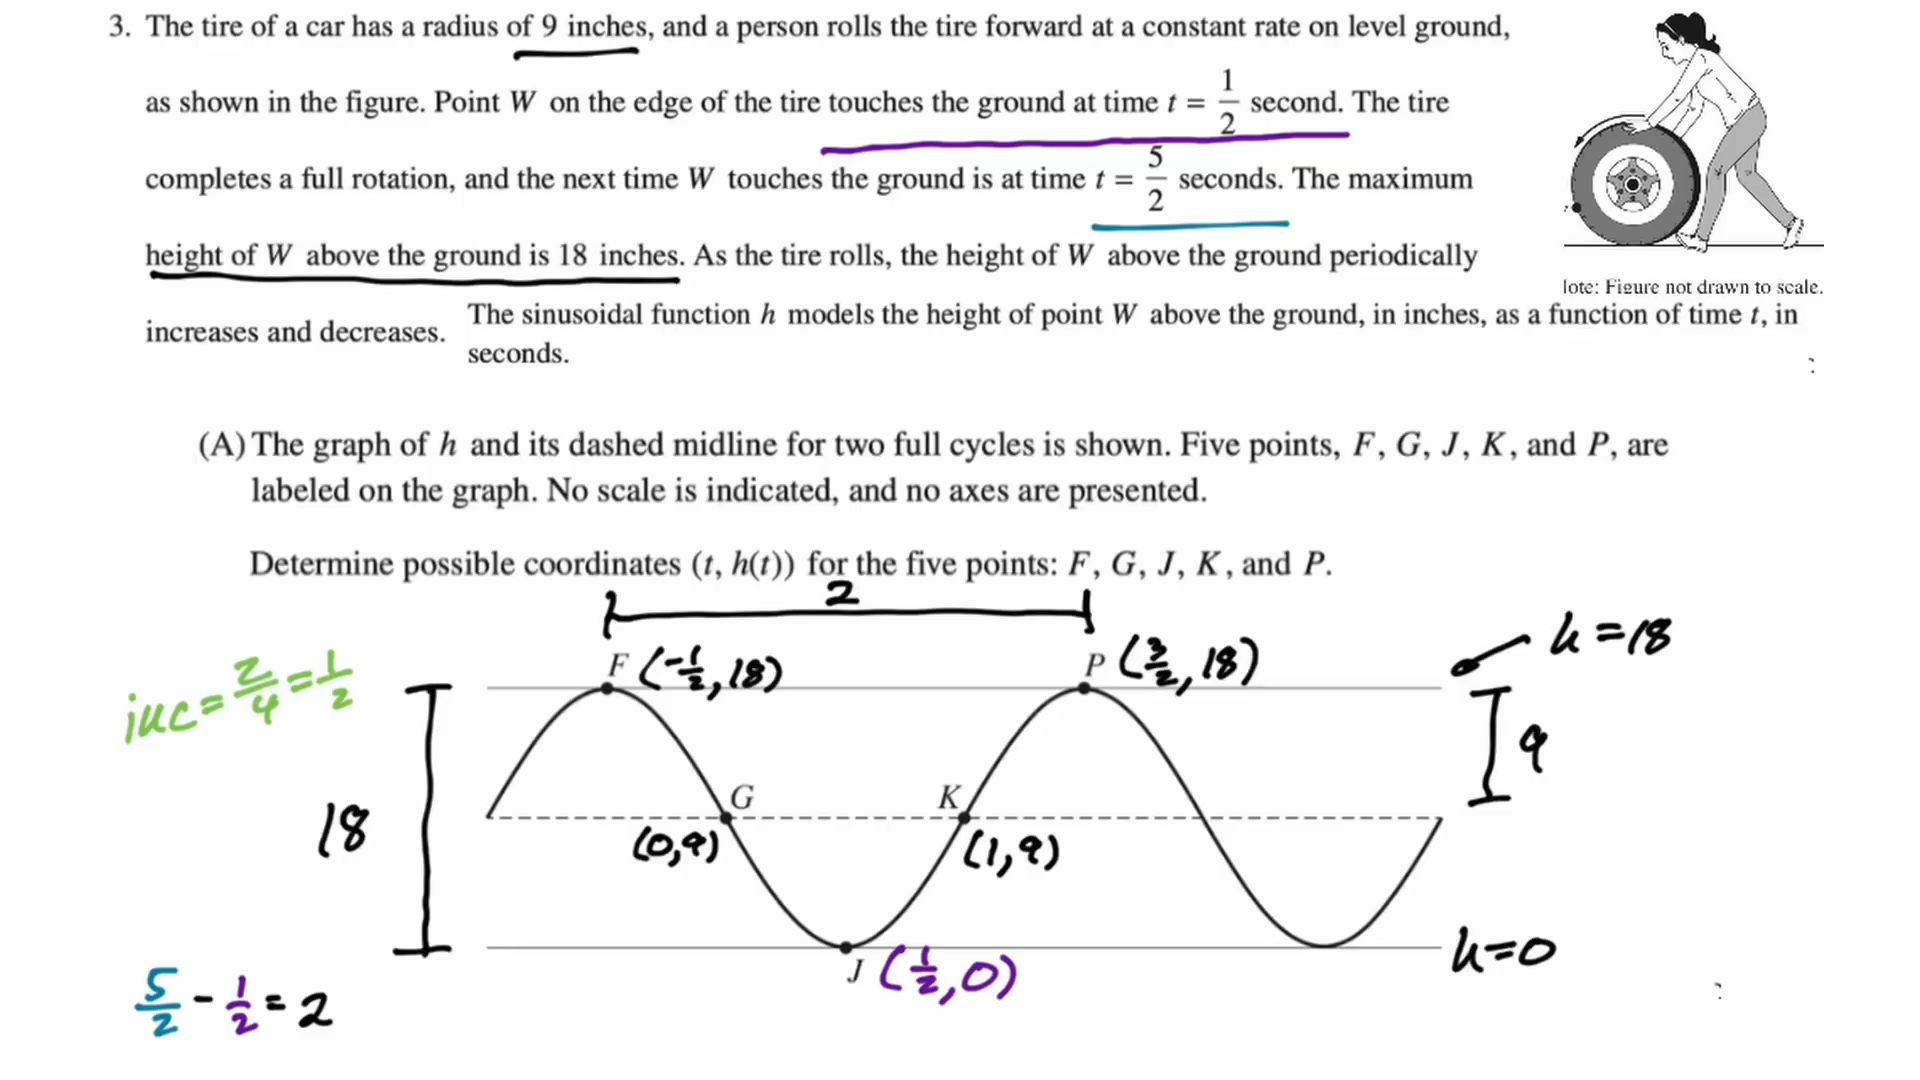 3. The tire of a car has a radius of 9 inches, and a person rolls the tire forward at a constant rate on level ground,
as shown in the figure. Point W on the edge of the tire touches the ground at time t = 1/2 second. The tire
completes a full rotation, and the next time W touches the ground is at time t = 5/2 seconds. The maximum
height of W above the ground is 18 inches. As the tire rolls, the height of W above the ground periodically
increases and decreases.
lote: Figure not drawn to scale.
The sinusoidal function h models the height of point W above the ground, in inches, as a function of time t, in
seconds.
(A) The graph of h and its dashed midline for two full cycles is shown. Five points, F, G, J, K, and P, are
labeled on the graph. No scale is indicated, and no axes are presented.
Determine possible coordinates (t, h(t)) for the five points: F, G, J, K, and P.
2
F (-1/2, 18)
P (3/2, 18)
h=18
inc = 2/4 = 1/2
9
18
G
(0,9)
K
(1,9)
J (1/2, 0)
h=0
5/2 - 1/2 = 2